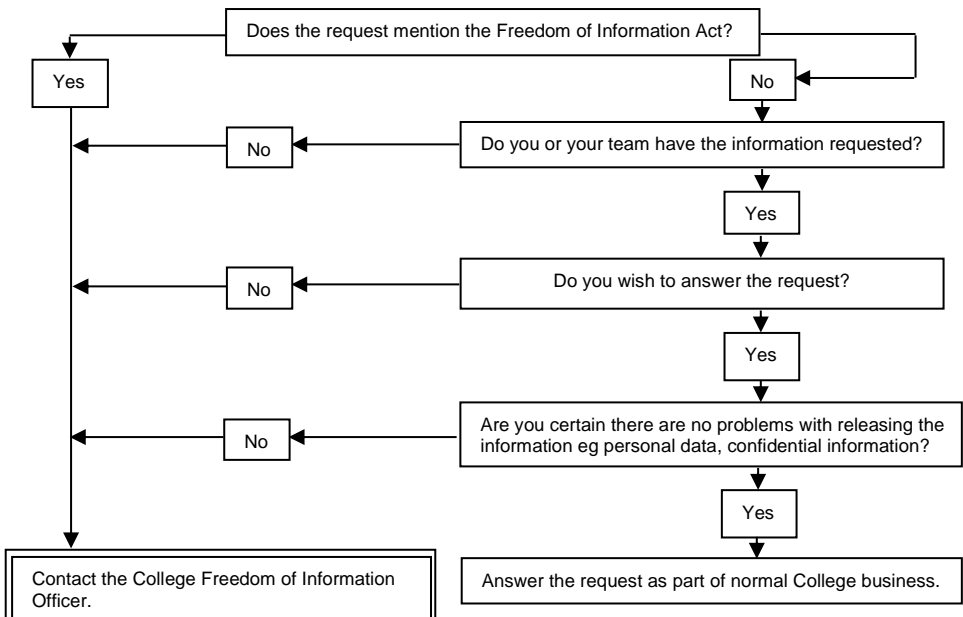 Does the request mention the Freedom of Information Act?
Yes
No
Do you or your team have the information requested?
No
Yes
Do you wish to answer the request?
No
Yes
Are you certain there are no problems with releasing the
information eg personal data, confidential information?
No
Yes
Contact the College Freedom of Information
Officer.
Answer the request as part of normal College business.